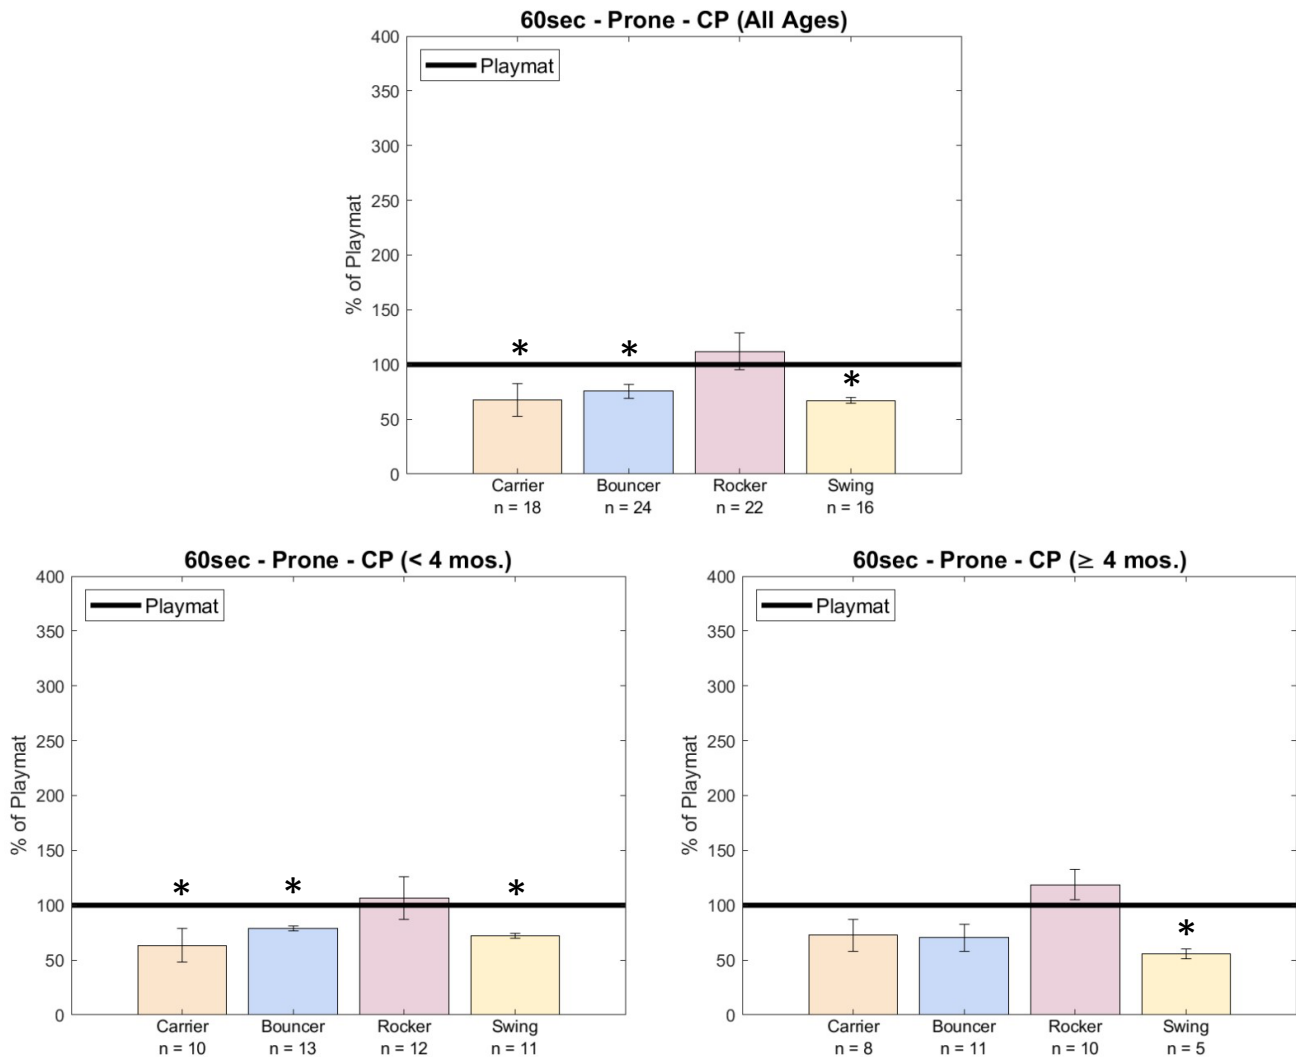 60sec - Prone - CP (All Ages)
400
350
300
250
200
150
100
50
0
% of Playmat
Playmat
*
*
*
Carrier
Bouncer
Rocker
Swing
n = 18
n = 24
n = 22
n = 16
60sec - Prone - CP (< 4 mos.)
400
350
300
250
200
150
100
50
0
% of Playmat
Playmat
*
*
*
Carrier
Bouncer
Rocker
Swing
n = 10
n = 13
n = 12
n = 11
60sec - Prone - CP (≥ 4 mos.)
400
350
300
250
200
150
100
50
0
% of Playmat
Playmat
*
Carrier
Bouncer
Rocker
Swing
n = 8
n = 11
n = 10
n = 5